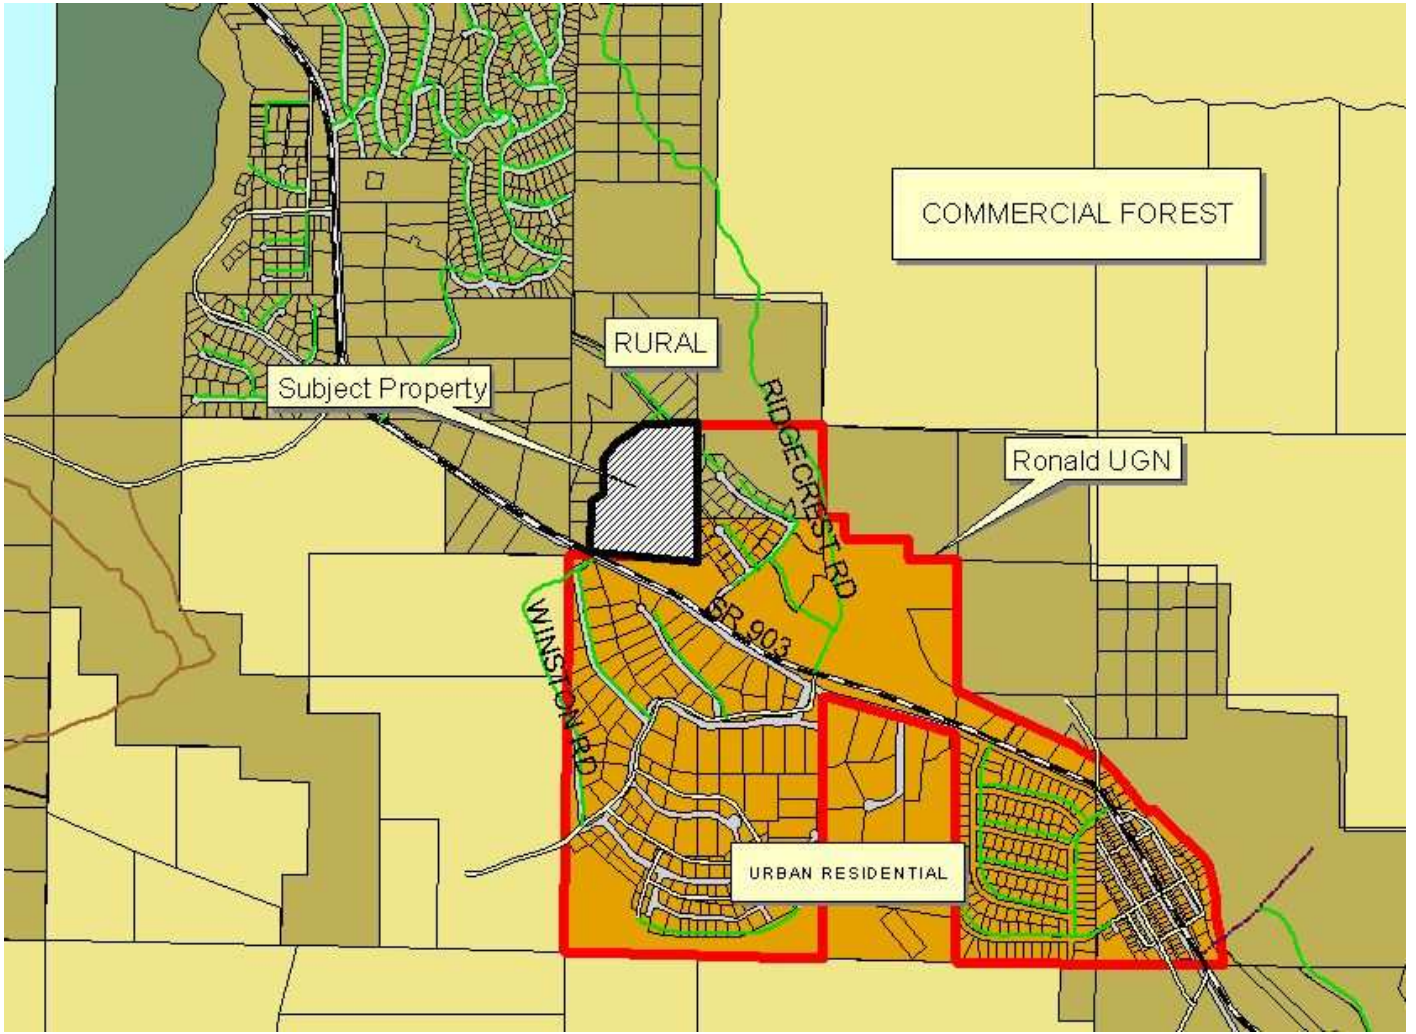 COMMERCIAL FOREST
RURAL
Subject Property
RIDGECREST RD
Ronald UGN
SR 903
WINSTON RD
URBAN RESIDENTIAL